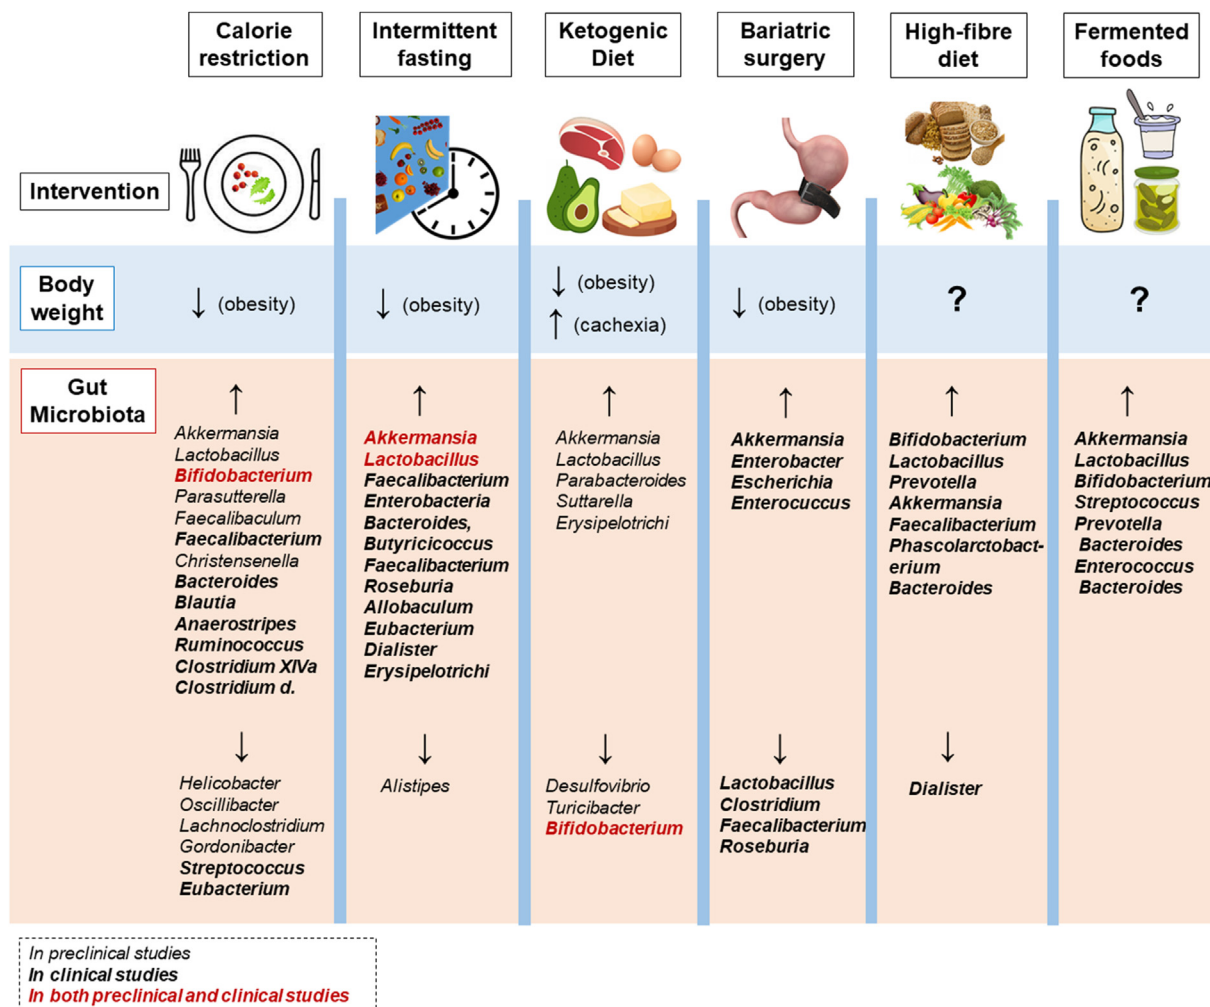 Calorie
restriction
Intermittent
fasting
Ketogenic
Diet
Bariatric
surgery
High-fibre
diet
Fermented
foods
Intervention
Body
weight
↓ (obesity)
↓ (obesity)
↓ (obesity)
↑ (cachexia)
↓ (obesity)
?
?
Gut
Microbiota
↑
Akkermansia
Lactobacillus
Bifidobacterium
Parasutterella
Faecalibaculum
Faecalibacterium
Christensenella
Bacteroides
Blautia
Anaerostripes
Ruminococcus
Clostridium XIVa
Clostridium d.
↓
Helicobacter
Oscillibacter
Lachnoclostridium
Gordonibacter
Streptococcus
Eubacterium
↑
Akkermansia
Lactobacillus
Faecalibacterium
Enterobacteria
Bacteroides,
Butyricicoccus
Faecalibacterium
Roseburia
Allobaculum
Eubacterium
Dialister
Erysipelotrichi
↓
Alistipes
↑
Akkermansia
Lactobacillus
Parabacteroides
Suttarella
Erysipelotrichi
↓
Desulfovibrio
Turicibacter
Bifidobacterium
↑
Akkermansia
Enterobacter
Escherichia
Enterucuccus
↓
Lactobacillus
Clostridium
Faecalibacterium
Roseburia
↑
Bifidobacterium
Lactobacillus
Prevotella
Akkermansia
Faecalibacterium
Phascolarctobact-
erium
Bacteroides
↓
Dialister
↑
Akkermansia
Lactobacillus
Bifidobacterium
Streptococcus
Prevotella
Bacteroides
Enterococcus
Bacteroides
In preclinical studies
In clinical studies
In both preclinical and clinical studies